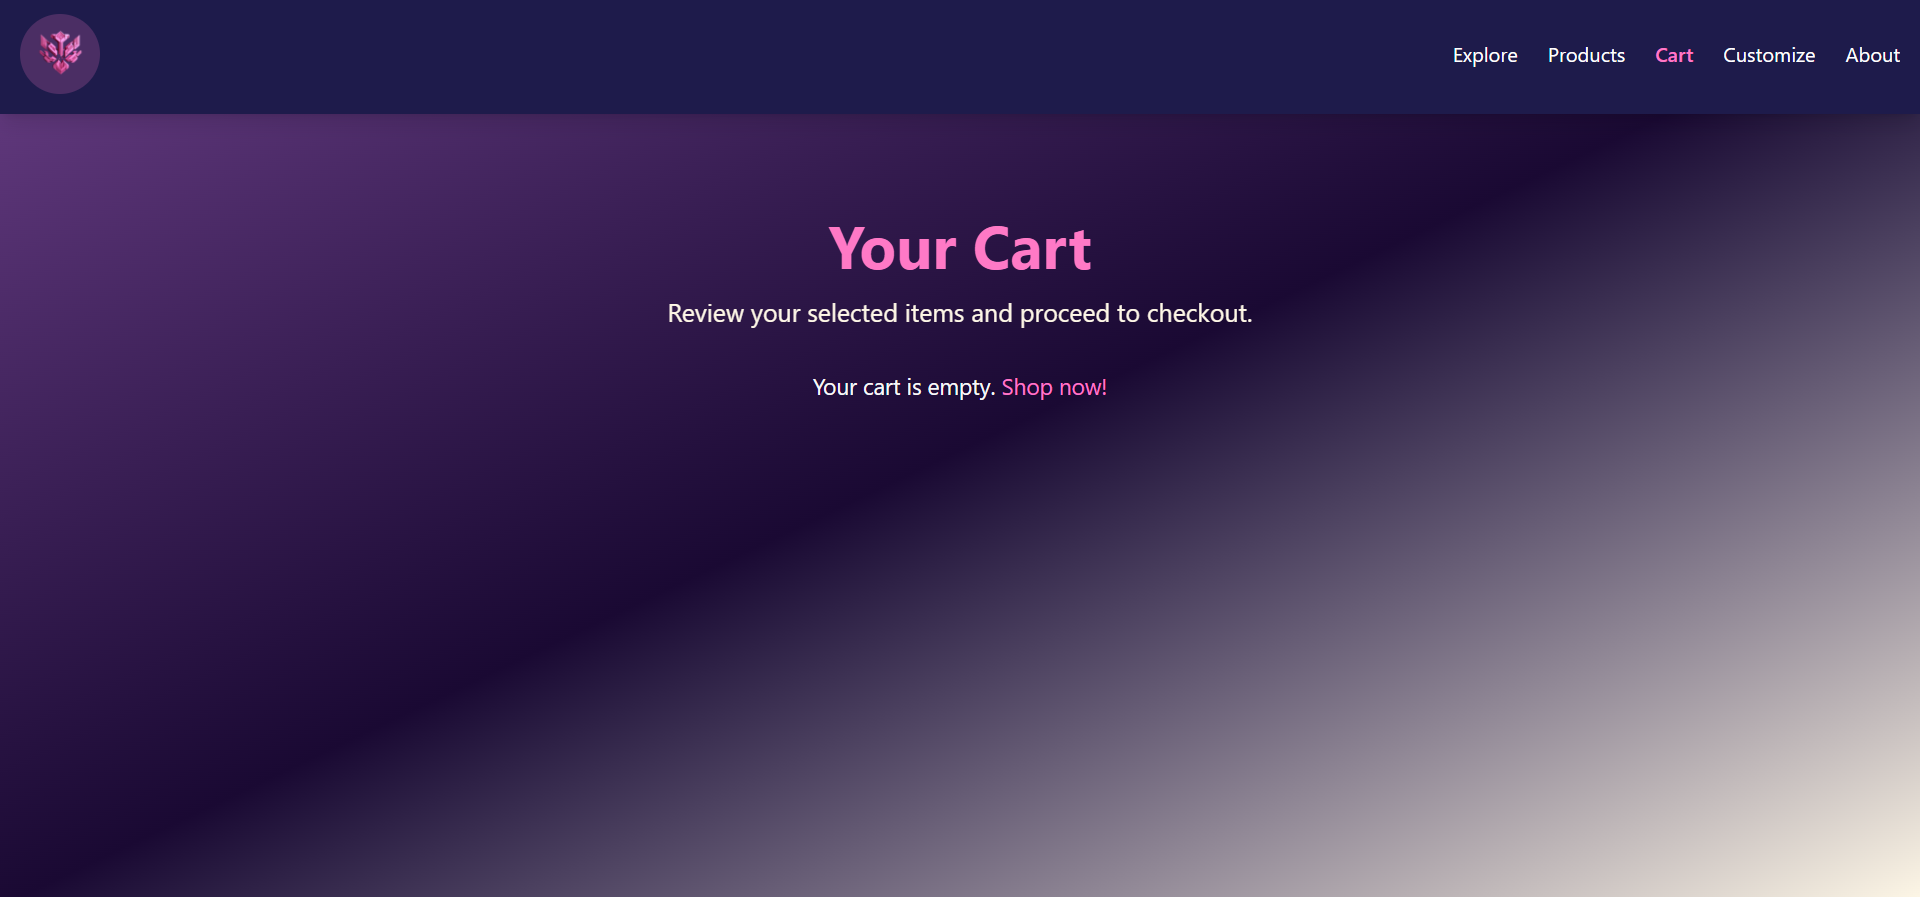 Explore Products Cart Customize About
Your Cart
Review your selected items and proceed to checkout.
Your cart is empty. Shop now!